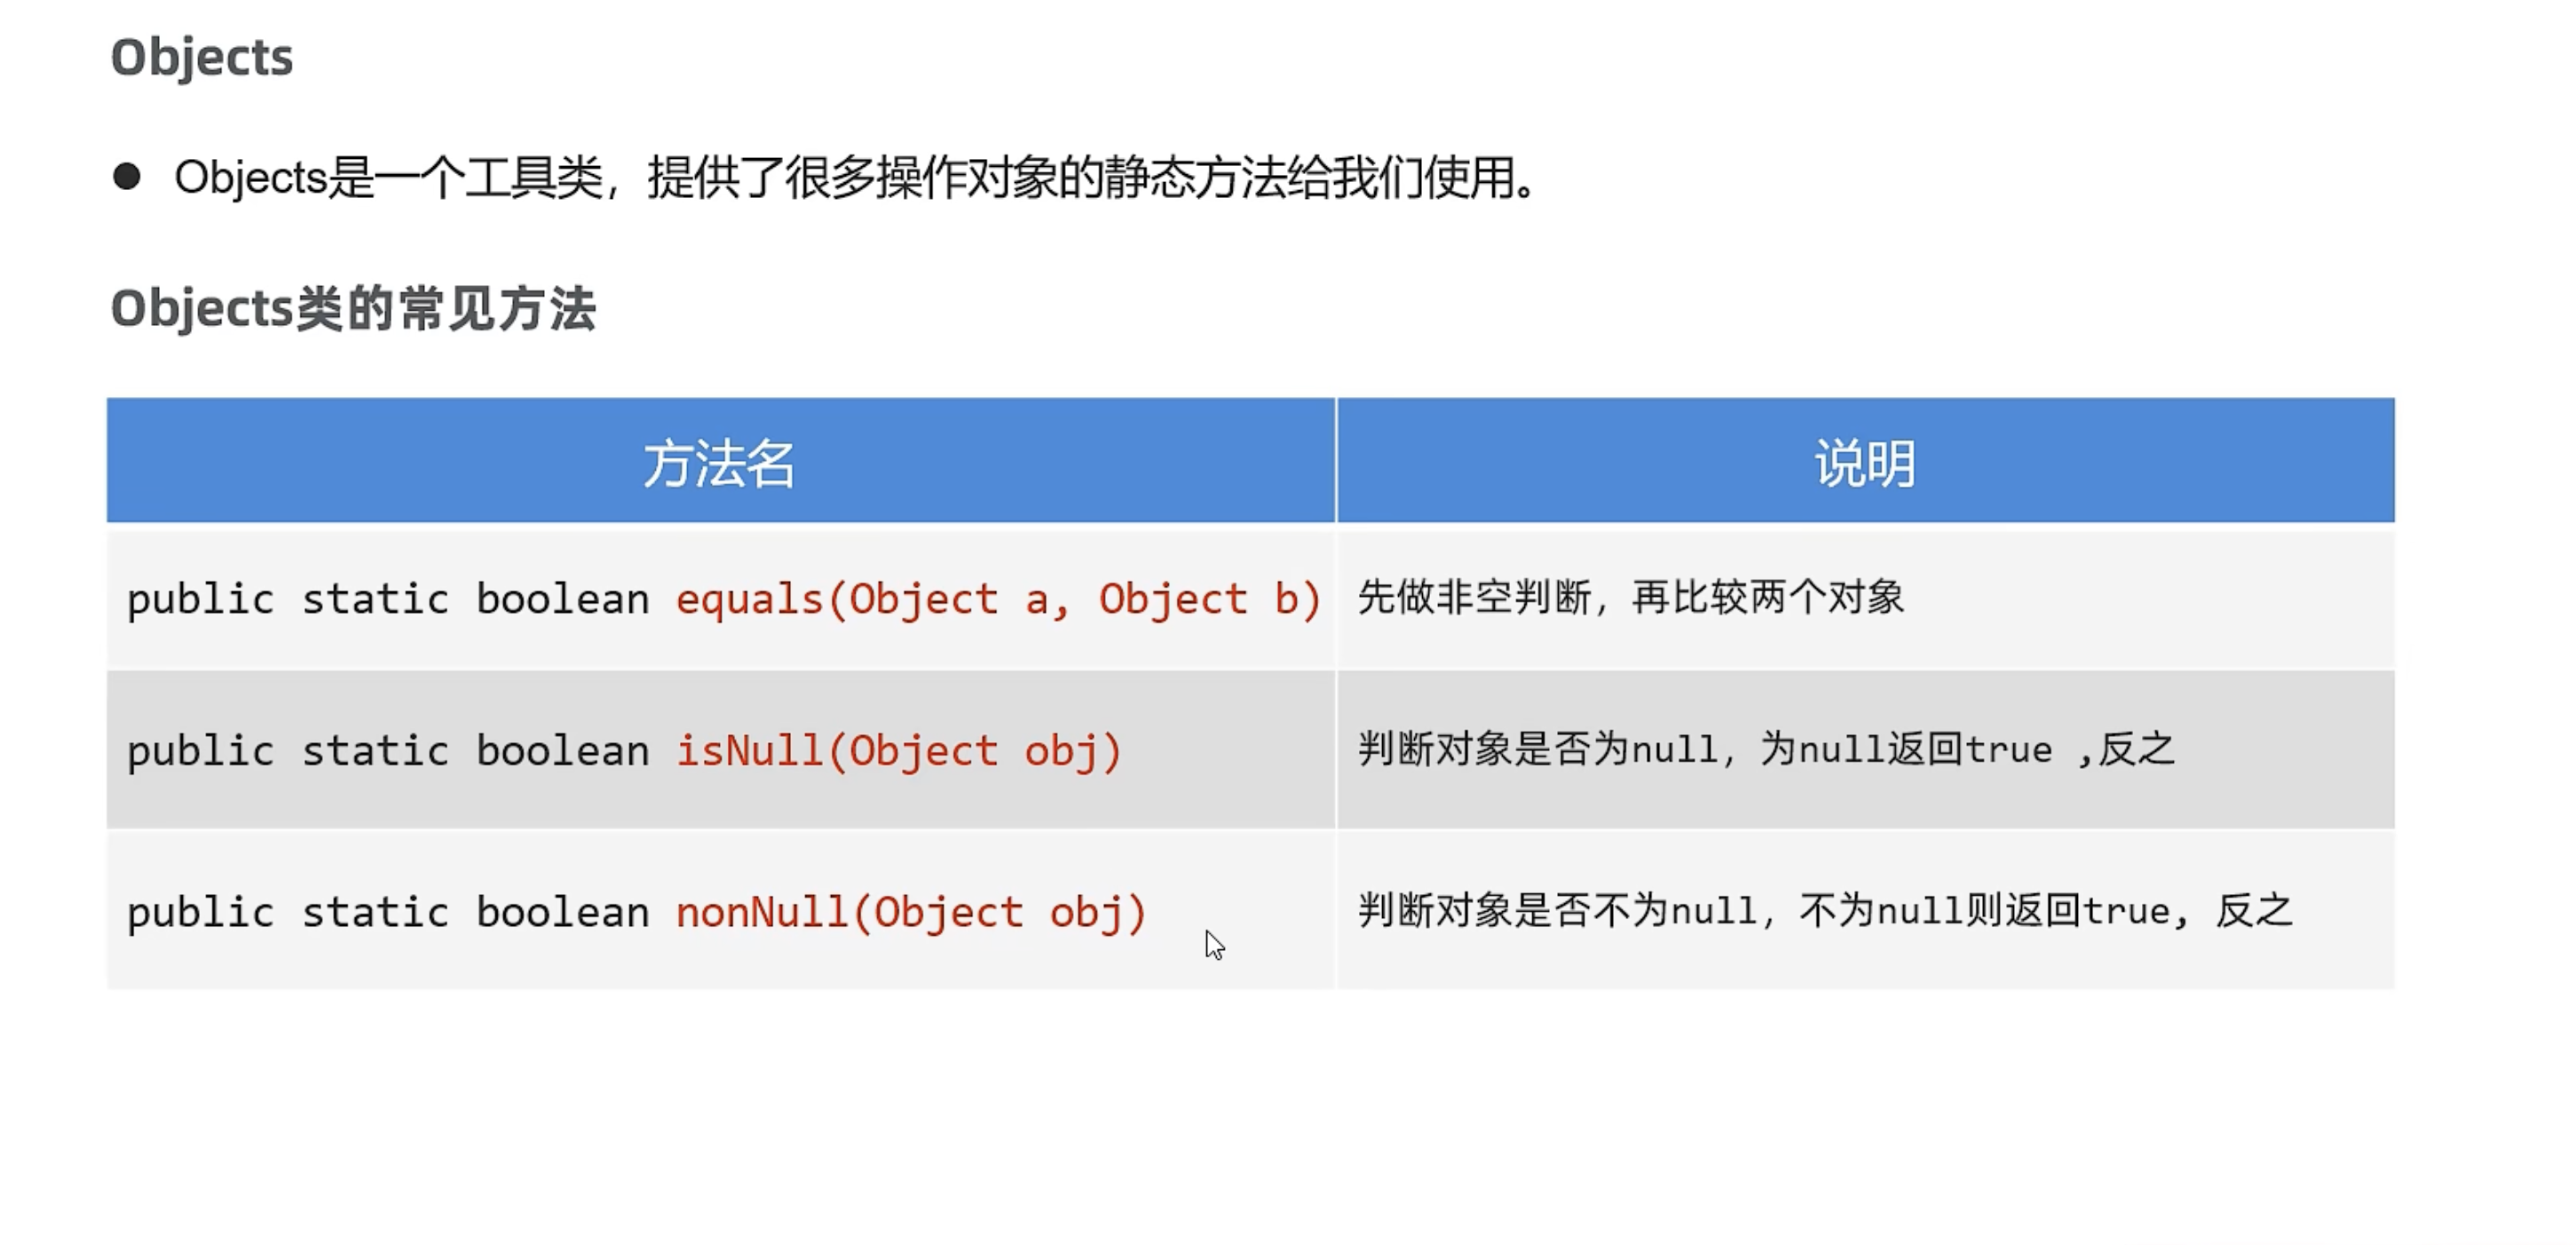 Objects
● Objects是一个工具类，提供了很多操作对象的静态方法给我们使用。
Objects类的常见方法
方法名 说明
public static boolean equals(Object a, Object b) 先做非空判断，再比较两个对象
public static boolean isNull(Object obj) 判断对象是否为null，为null返回true ,反之
public static boolean nonNull(Object obj) 判断对象是否不为null，不为null则返回true, 反之